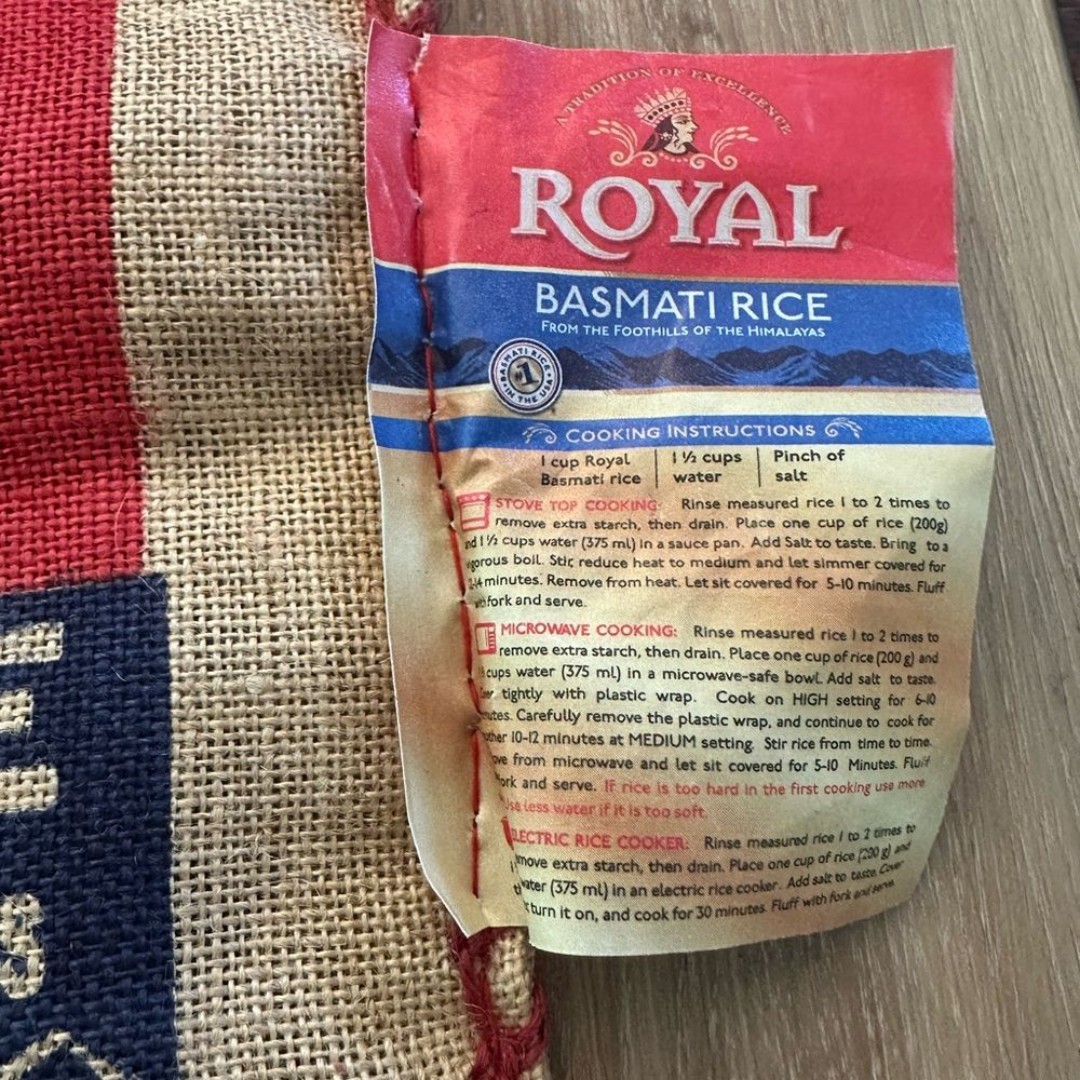 A TRADITION OF EXCELLENCE
ROYAL
BASMATI RICE
FROM THE FOOTHILLS OF THE HIMALAYAS
BASMATI RICE
1
IN THE USA
COOKING INSTRUCTIONS
1 cup Royal Basmati rice
1 ½ cups water
Pinch of salt
STOVE TOP COOKING: Rinse measured rice 1 to 2 times to
remove extra starch, then drain. Place one cup of rice (200g)
and 1 ½ cups water (375 ml) in a sauce pan. Add Salt to taste. Bring to a
vigorous boil. Stir, reduce heat to medium and let simmer covered for
12-14 minutes. Remove from heat. Let sit covered for 5-10 minutes. Fluff
with fork and serve.
MICROWAVE COOKING: Rinse measured rice 1 to 2 times to
remove extra starch, then drain. Place one cup of rice (200 g) and
cups water (375 ml) in a microwave-safe bowl. Add salt to taste.
tightly with plastic wrap. Cook on HIGH setting for 6-10
minutes. Carefully remove the plastic wrap, and continue to cook for
another 10-12 minutes at MEDIUM setting. Stir rice from time to time.
from microwave and let sit covered for 5-10 Minutes. Fluff
fork and serve. If rice is too hard in the first cooking use more
Use less water if it is too soft.
ELECTRIC RICE COOKER: Rinse measured rice 1 to 2 times to
remove extra starch, then drain. Place one cup of rice (200 g) and
water (375 ml) in an electric rice cooker. Add salt to taste. Cover
turn it on, and cook for 30 minutes. Fluff with fork and serve.